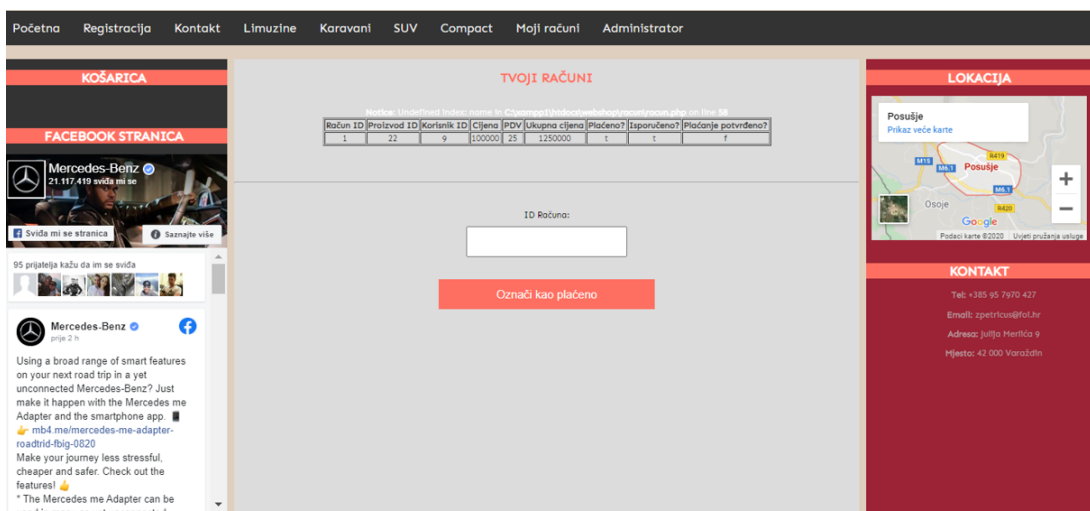 Početna Registracija Kontakt Limuzine Karavani SUV Compact Moji računi Administrator
KOŠARICA
FACEBOOK STRANICA
Mercedes-Benz
21.117.419 sviđa mi se
Sviđa mi se stranica
Saznajte više
95 prijatelja kažu da im se sviđa
Mercedes-Benz
prije 2 h
Using a broad range of smart features
on your next road trip in a yet
unconnected Mercedes-Benz? Just
make it happen with the Mercedes me
Adapter and the smartphone app.
mb4.me/mercedes-me-adapter-
roadtrid-fbig-0820
Make your journey less stressful,
cheaper and safer. Check out the
features!
* The Mercedes me Adapter can be
TVOJI RAČUNI
Notice: Undefined index: name in C:\xampp1\htdocs\webshop\racuni\racun.php on line 58
Račun ID Proizvod ID Korisnik ID Cijena PDV Ukupna cijena Plaćeno? Isporučeno? Plaćanje potvrđeno?
1 22 9 100000 25 1250000 t t f
ID Računa:
Označi kao plaćeno
LOKACIJA
Posušje
Prikaz veće karte
M15
M6.1
R419
Posušje
M6.1
Osoje
R420
Google
Podaci karte ©2020 Uvjeti pružanja usluge
KONTAKT
Tel: +385 95 7970 427
Email: zpetricus@foi.hr
Adresa: Julija Merlića 9
Mjesto: 42 000 Varaždin